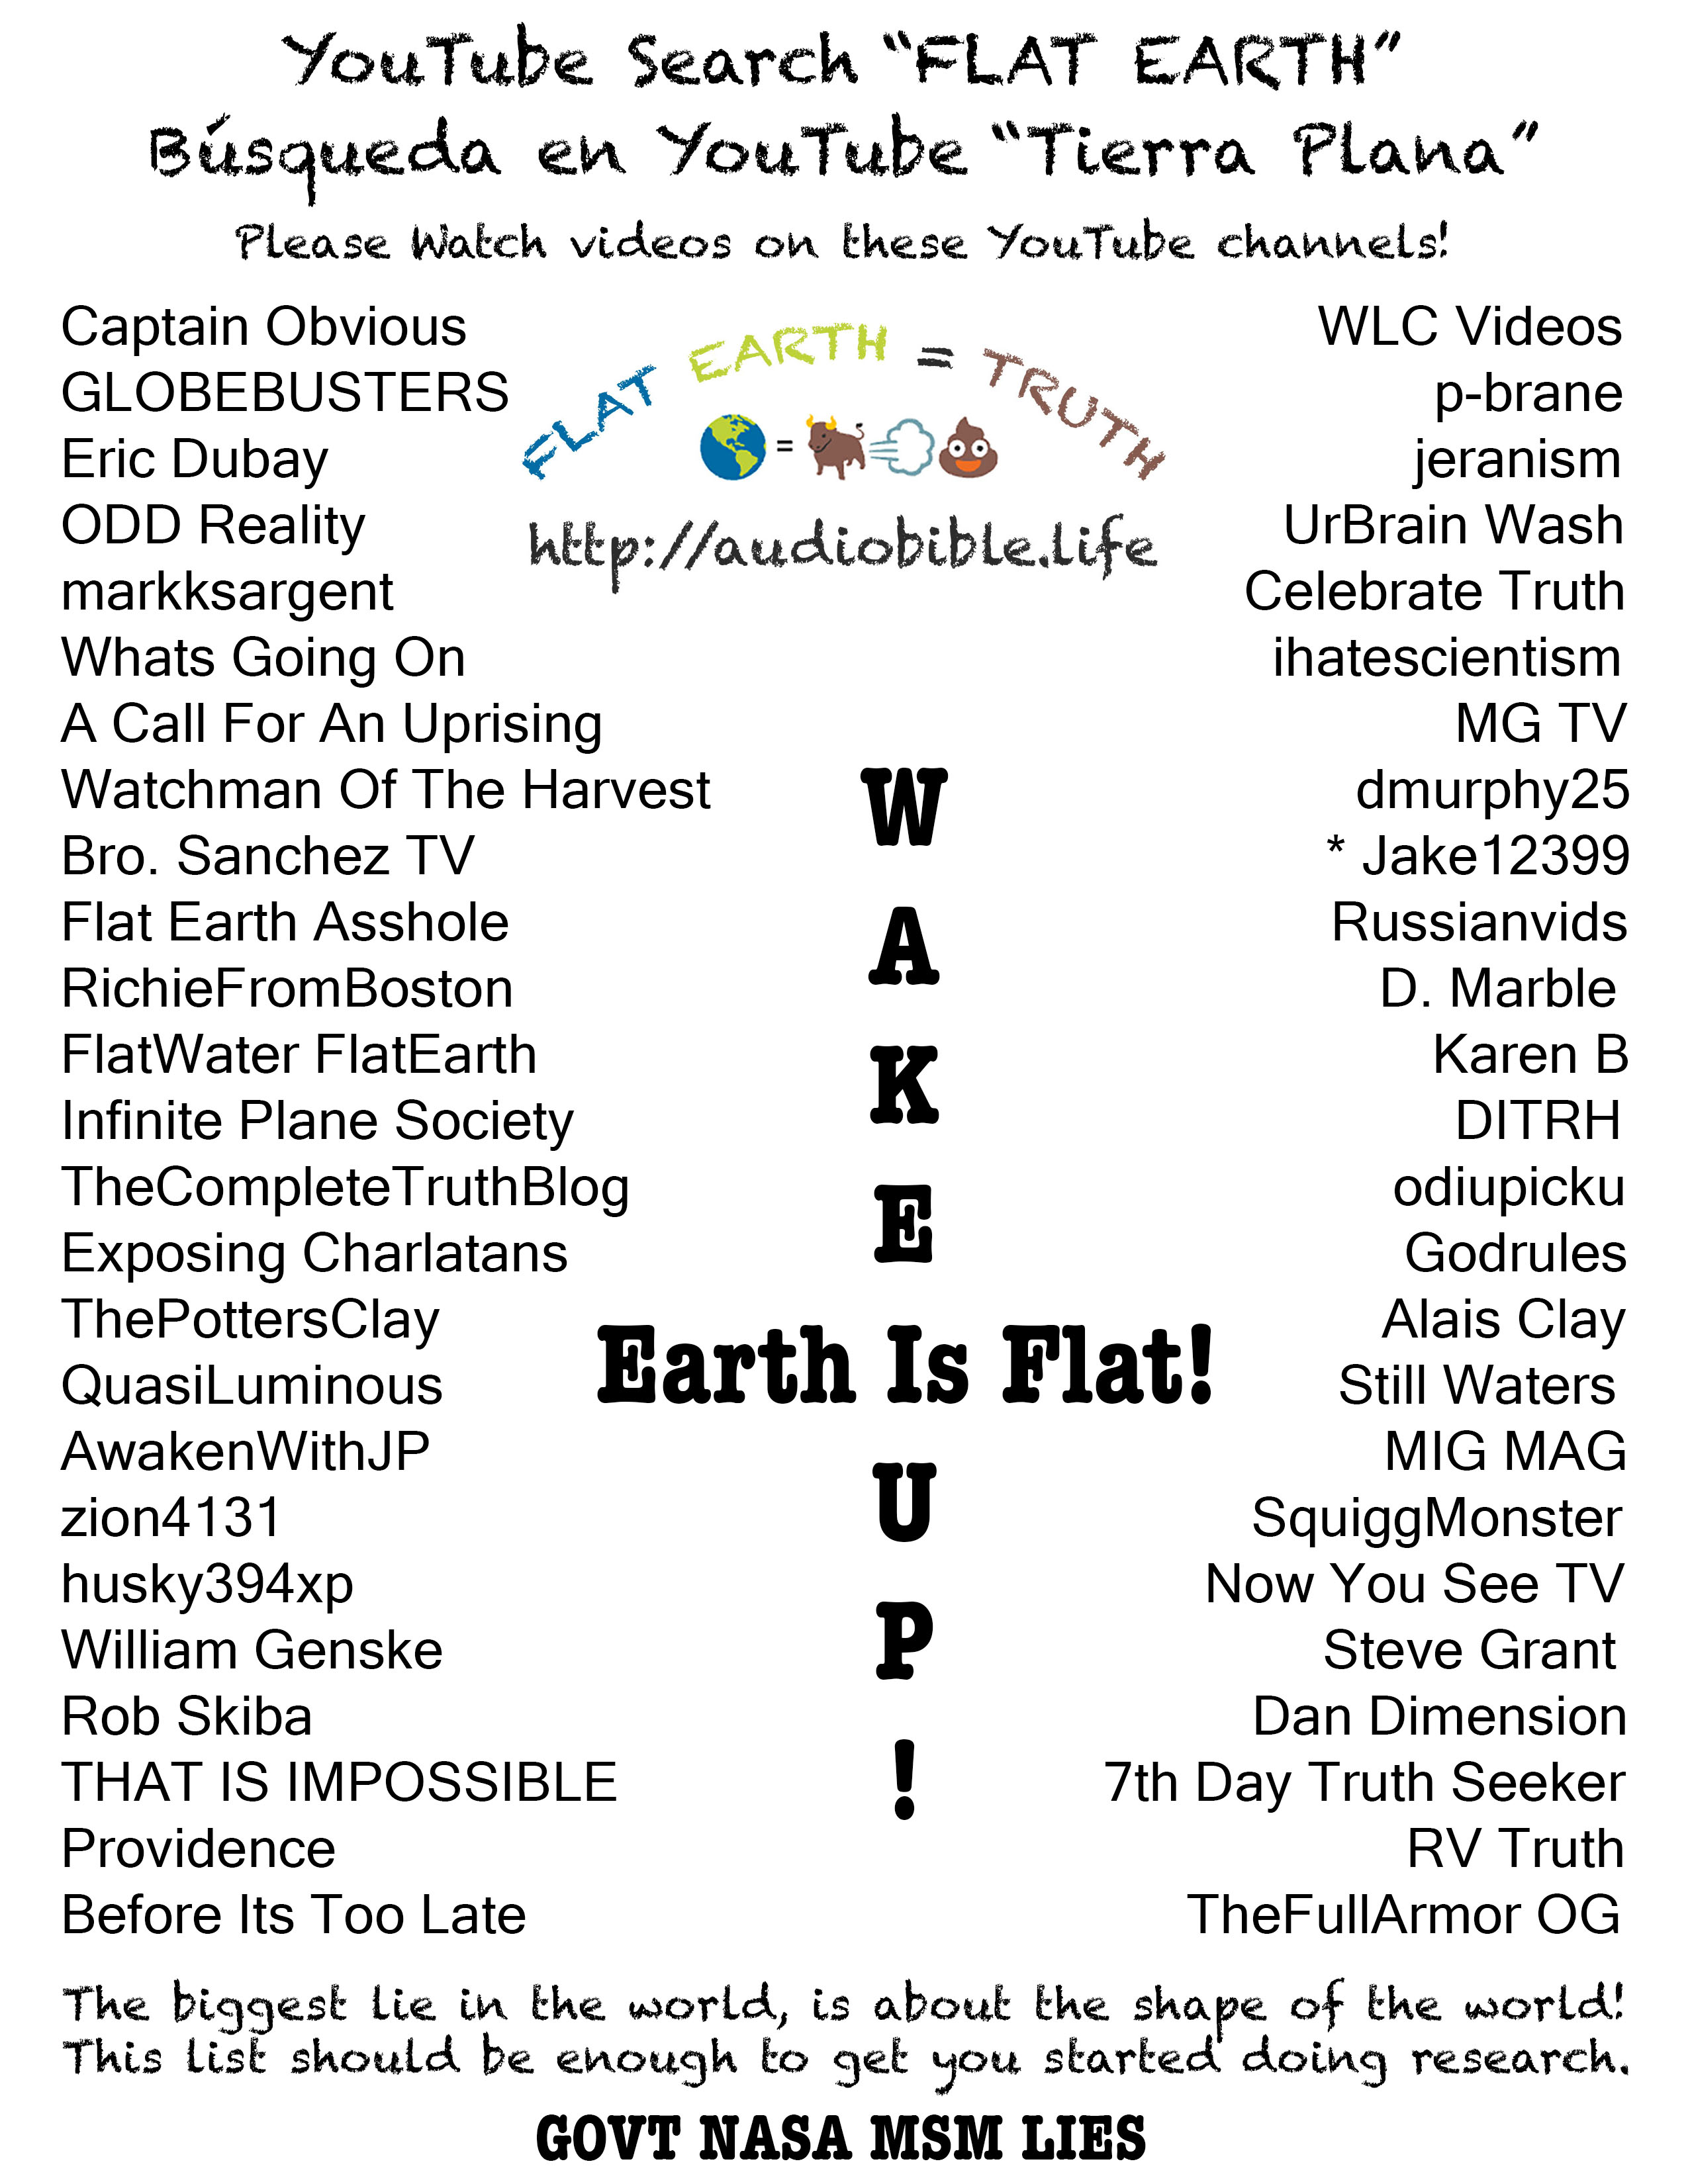 YouTube Search “FLAT EARTH”
Búsqueda en YouTube “Tierra Plana”
Please Watch videos on these YouTube channels!
FLAT EARTH = TRUTH
=
http://audiobible.life
Captain Obvious
GLOBEBUSTERS
Eric Dubay
ODD Reality
markksargent
Whats Going On
A Call For An Uprising
Watchman Of The Harvest
Bro. Sanchez TV
Flat Earth Asshole
RichieFromBoston
FlatWater FlatEarth
Infinite Plane Society
TheCompleteTruthBlog
Exposing Charlatans
ThePottersClay
QuasiLuminous
AwakenWithJP
zion4131
husky394xp
William Genske
Rob Skiba
THAT IS IMPOSSIBLE
Providence
Before Its Too Late
W
A
K
E
Earth Is Flat!
U
P
!
WLC Videos
p-brane
jeranism
UrBrain Wash
Celebrate Truth
ihatescientism
MG TV
dmurphy25
* Jake12399
Russianvids
D. Marble
Karen B
DITRH
odiupicku
Godrules
Alais Clay
Still Waters
MIG MAG
SquiggMonster
Now You See TV
Steve Grant
Dan Dimension
7th Day Truth Seeker
RV Truth
TheFullArmor OG
The biggest lie in the world, is about the shape of the world!
This list should be enough to get you started doing research.
GOVT NASA MSM LIES